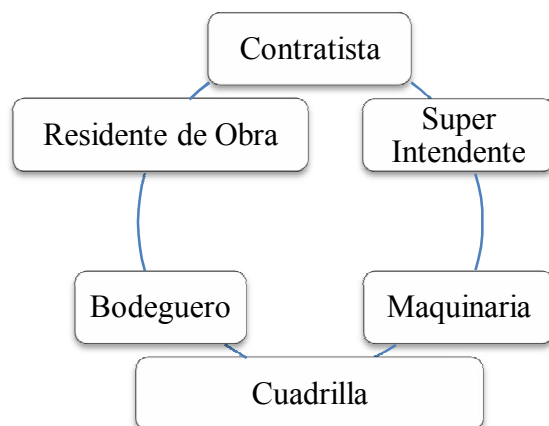 Contratista
Residente de Obra
Super
Intendente
Bodeguero
Maquinaria
Cuadrilla